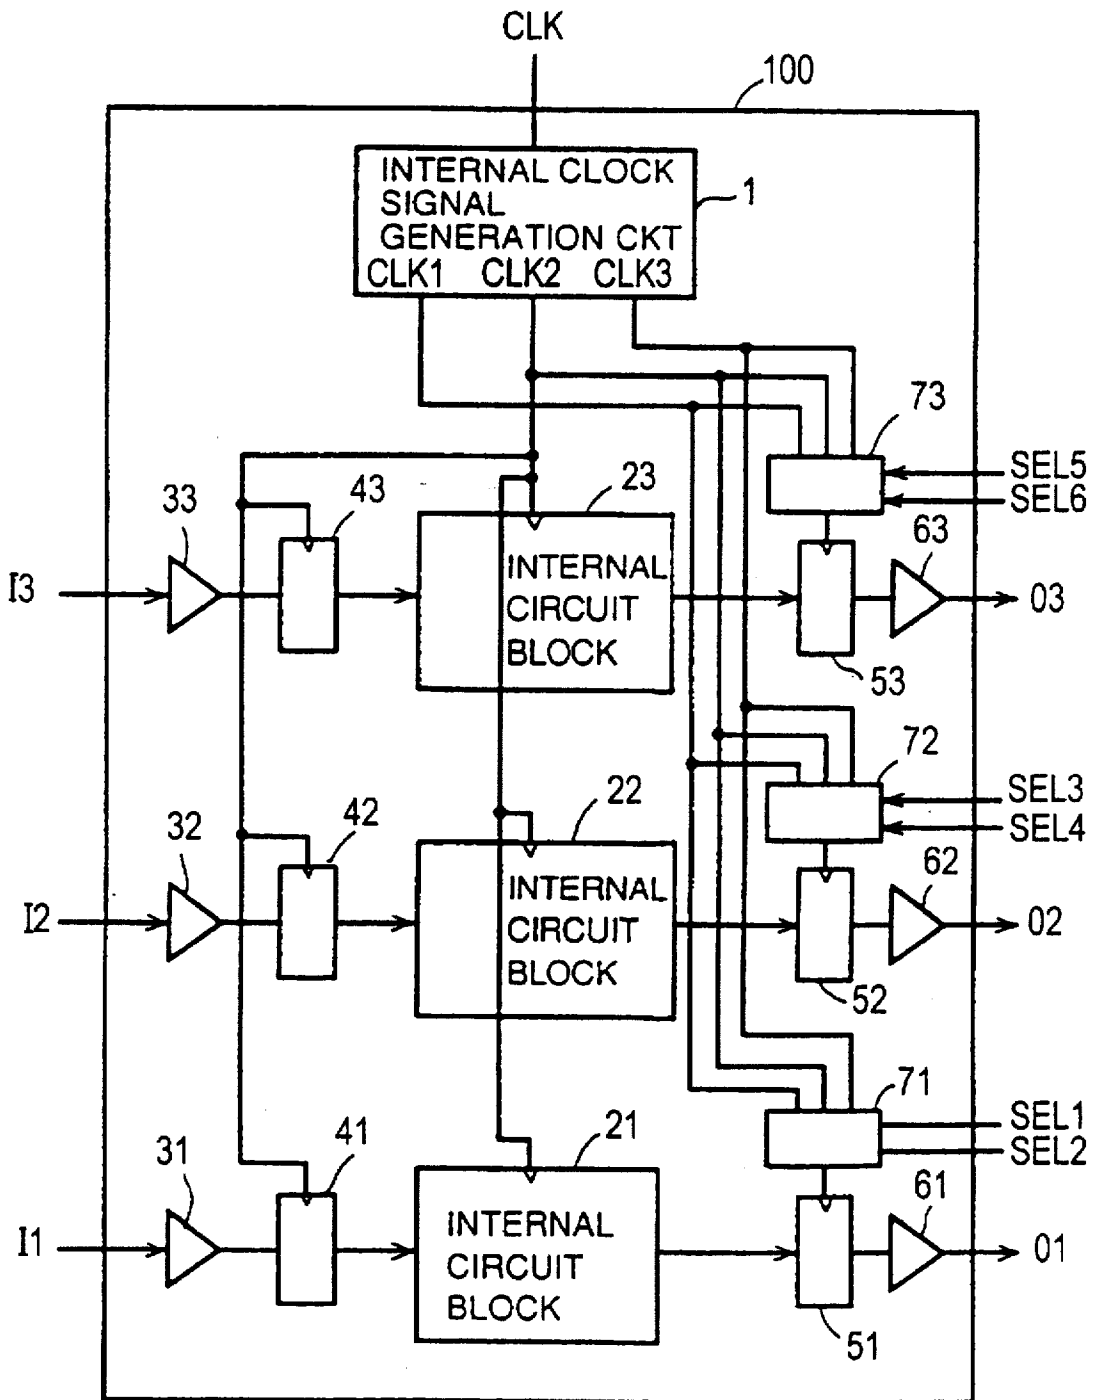 CLK
100
INTERNAL CLOCK
SIGNAL
GENERATION CKT
CLK1 CLK2 CLK3
1
73
SEL5
SEL6
33
43
23
63
I3
INTERNAL
CIRCUIT
BLOCK
03
53
72
SEL3
SEL4
32
42
22
62
I2
INTERNAL
CIRCUIT
BLOCK
02
52
71
SEL1
SEL2
31
41
21
61
I1
INTERNAL
CIRCUIT
BLOCK
01
51